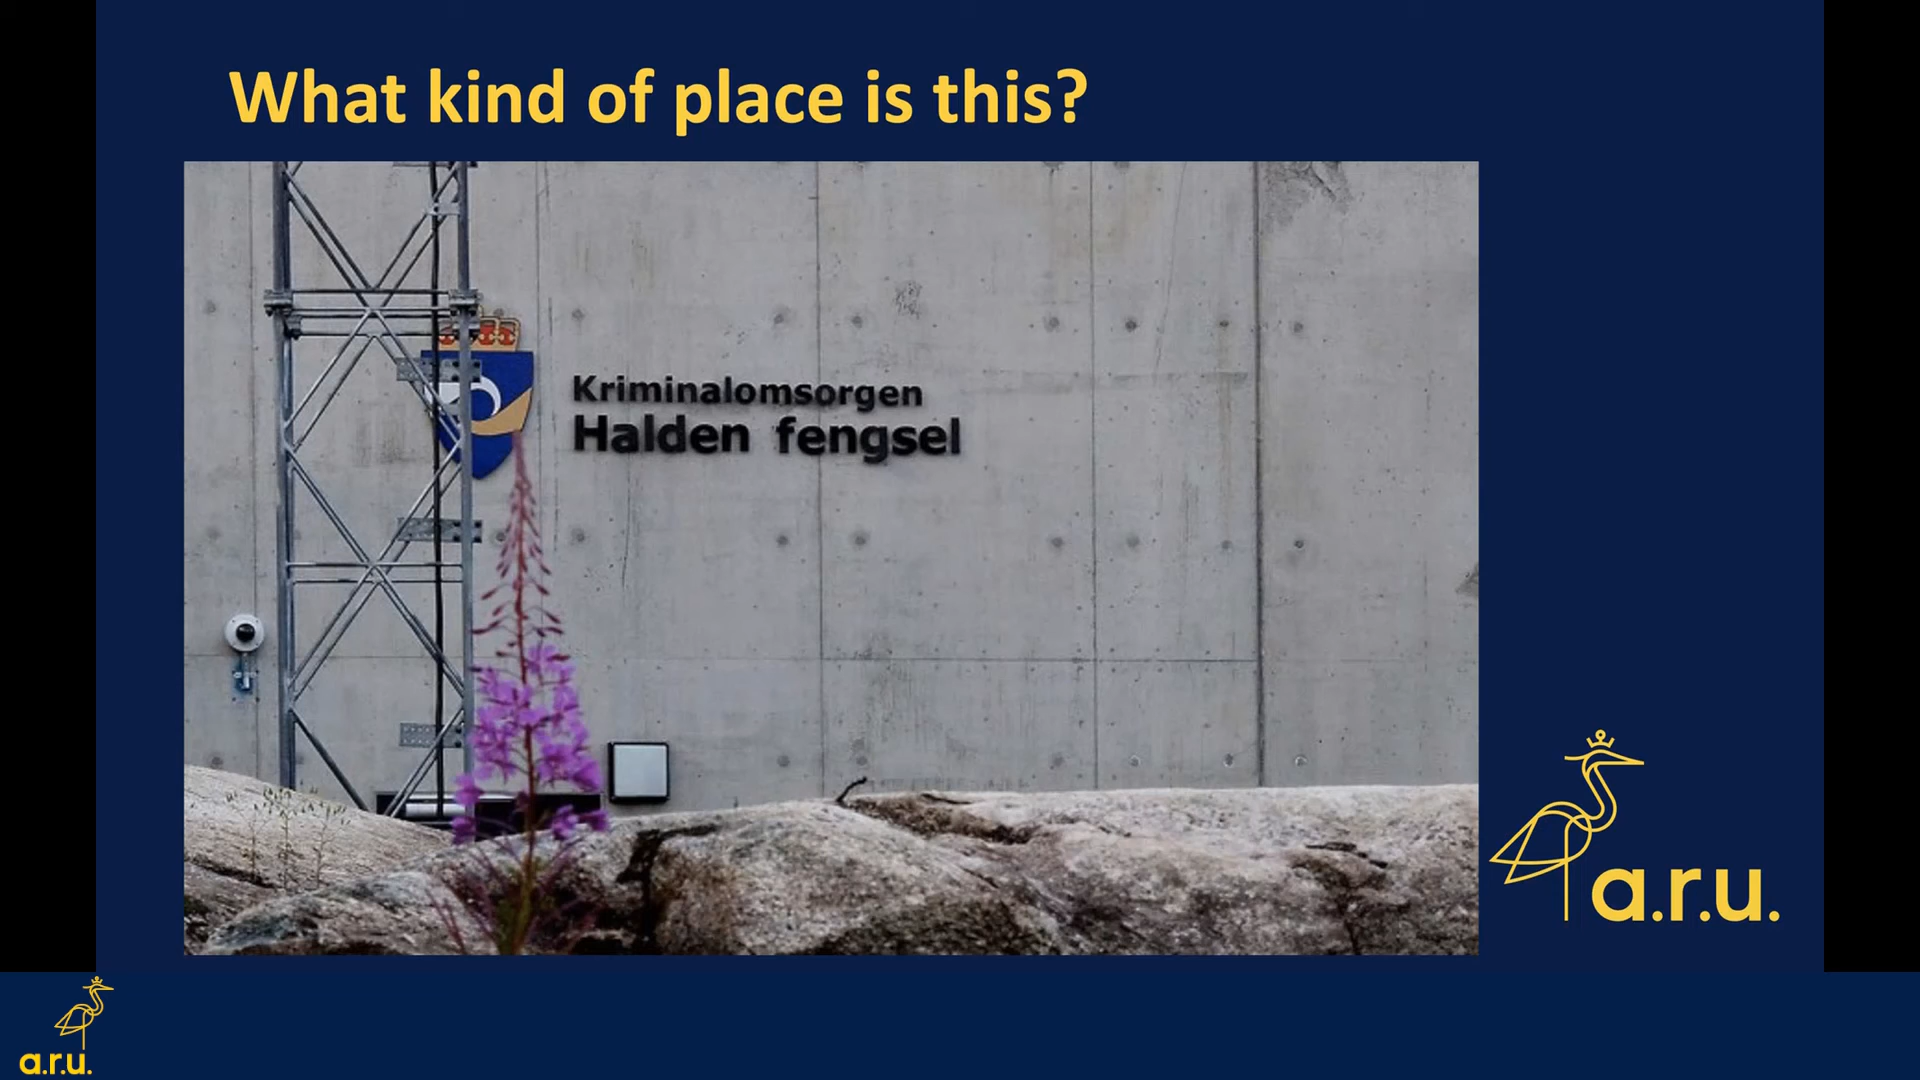 What kind of place is this?
Kriminalomsorgen
Halden fengsel
a.r.u.
a.r.u.